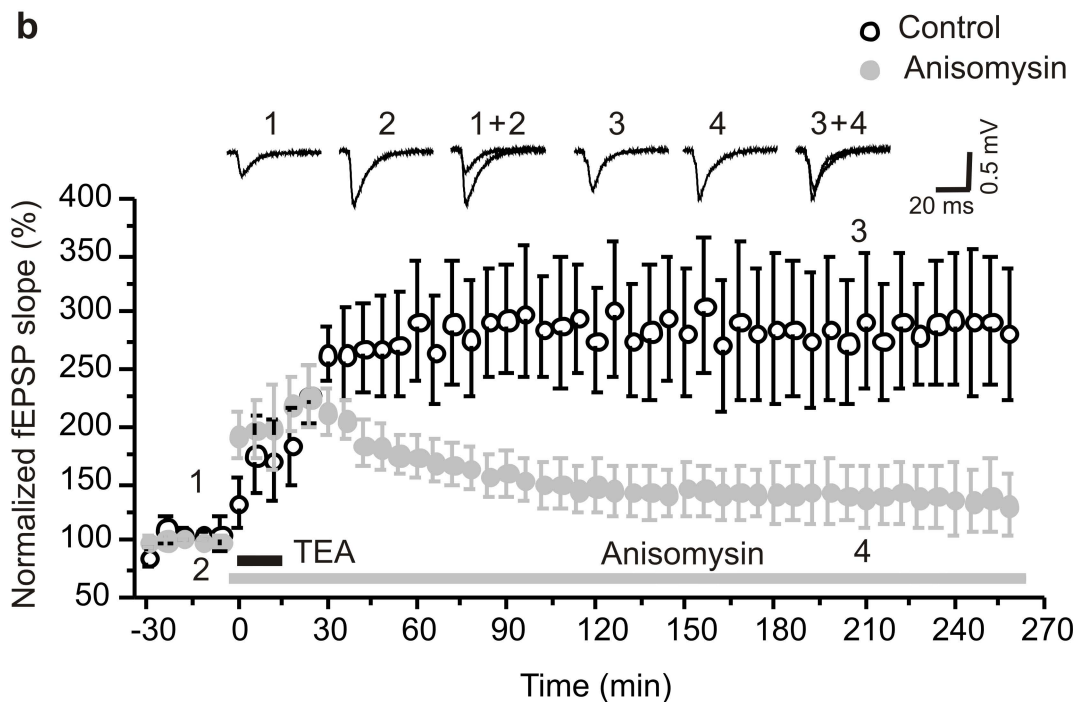 b
Control
Anisomysin
1 2 1+2 3 4 3+4
0.5 mV
20 ms
Normalized fEPSP slope (%)
400
350
300
250
200
150
100
50
3
1
2
TEA
Anisomysin
4
-30 0 30 60 90 120 150 180 210 240 270
Time (min)